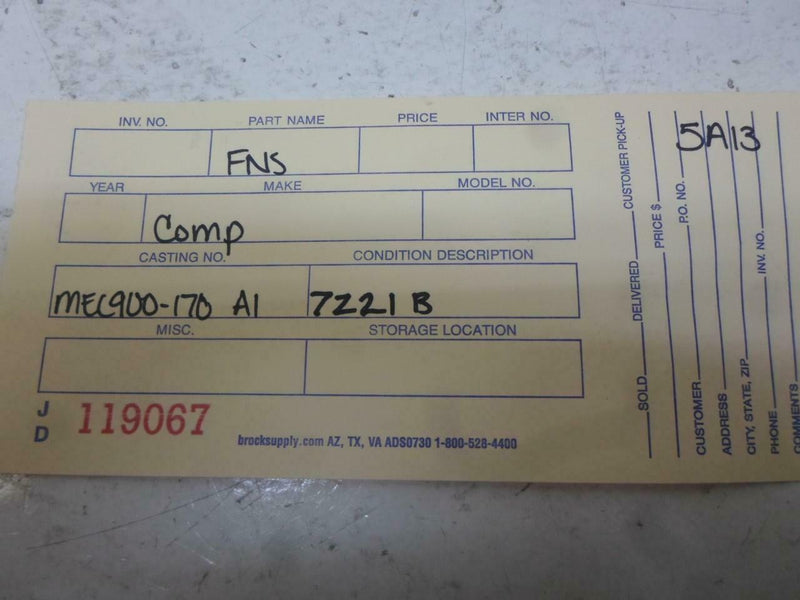 INV. NO. PART NAME PRICE INTER NO.
FNS
YEAR MAKE MODEL NO.
Comp
CASTING NO. CONDITION DESCRIPTION
MEC900-170 A1 7221 B
MISC. STORAGE LOCATION
J
D
119067
brocksupply.com AZ, TX, VA ADS0730 1-800-528-4400
SOLD DELIVERED CUSTOMER PICK-UP
PRICE $
5A13
CUSTOMER P.O. NO.
ADDRESS
CITY, STATE, ZIP
PHONE INV. NO.
COMMENTS